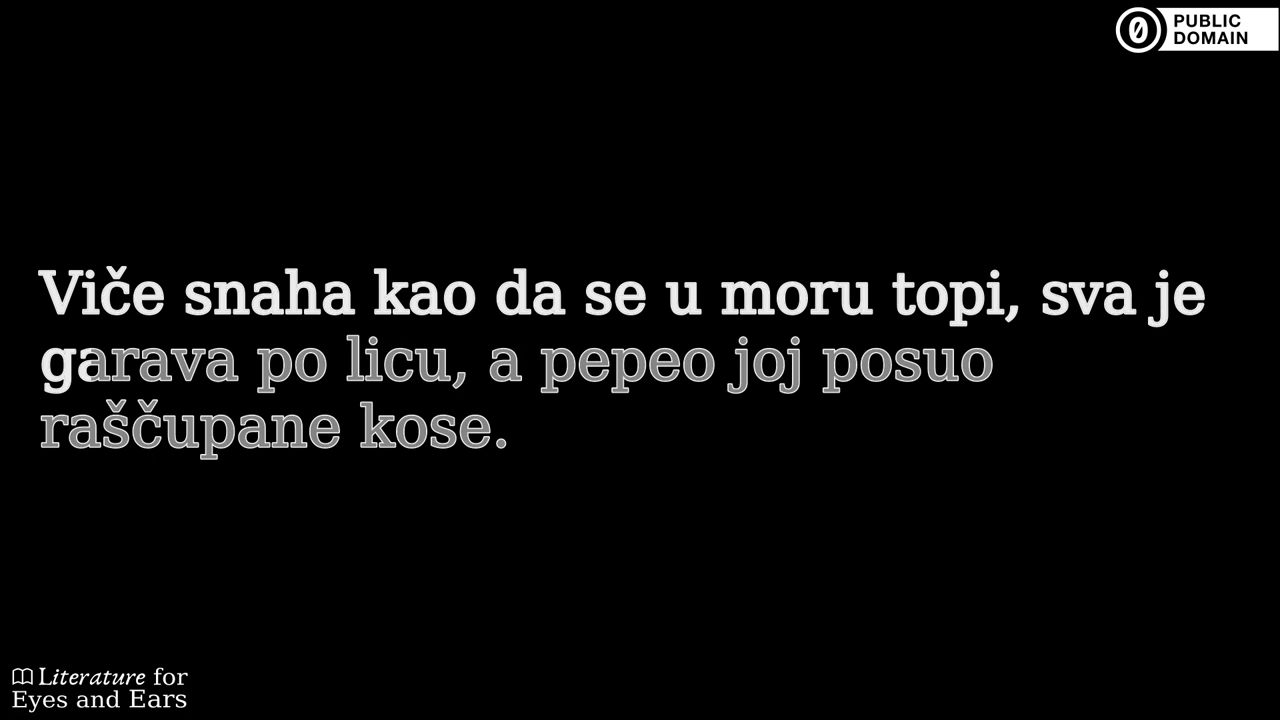 PUBLIC
DOMAIN
Viče snaha kao da se u moru topi, sva je
garava po licu, a pepeo joj posuo
raščupane kose.
Literature for
Eyes and Ears